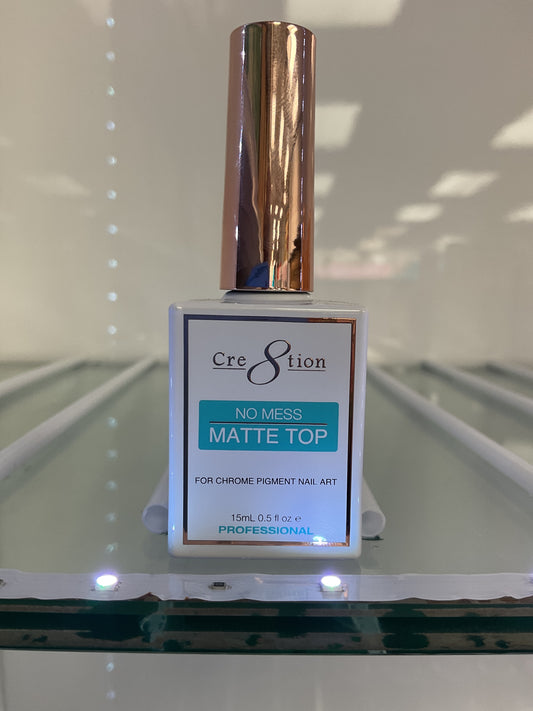 Cre8tion
NO MESS
MATTE TOP
FOR CHROME PIGMENT NAIL ART
15mL 0.5 fl oz ℮
PROFESSIONAL